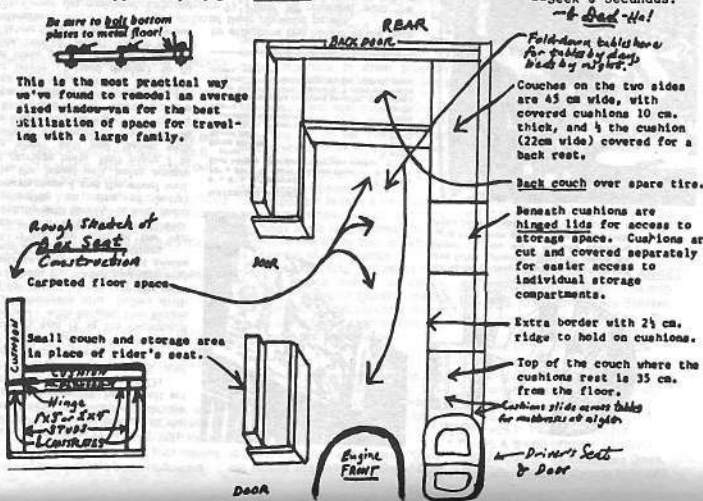 Be sure to bolt bottom
plates to metal floor!
This is the most practical way
we've found to remodel an average
sized window-van for the best
utilization of space for travel-
ing with a large family.
Rough Sketch of
Box Seat
Construction
Carpeted floor space
Small couch and storage area
in place of rider's seat.
CUSHION
CUSHION
Hinge
STUDS
REAR
BACK DOOR
DOOR
DOOR
Engine
FRONT
—& Dad-Ha!
Fold-down tables here
for tables by day,
beds by night.
Couches on the two sides
are 45 cm wide, with
covered cushions 10 cm.
thick, and ½ the cushion
(22cm wide) covered for a
back rest.
Back couch over spare tire.
Beneath cushions are
hinged lids for access to
storage space. Cushions are
cut and covered separately
for easier access to
individual storage
compartments.
Extra border with 2½ cm.
ridge to hold on cushions.
Top of the couch where the
cushions rest is 35 cm.
from the floor.
Cushions slide across tables
for mattresses at night.
Driver's Seat
& Door